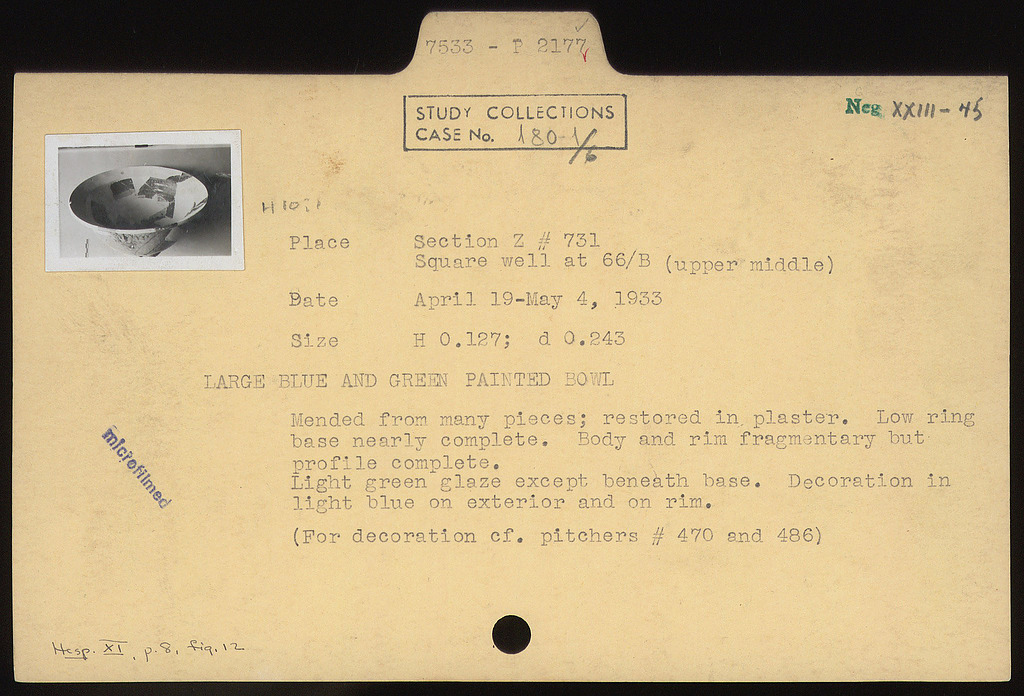 7533 - P 2177
STUDY COLLECTIONS
CASE No. 180-1/6
Neg XXIII - 45
Place Section Z # 731
Square well at 66/B (upper middle)
Date April 19-May 4, 1933
Size H 0.127; d 0.243
LARGE BLUE AND GREEN PAINTED BOWL
Mended from many pieces; restored in plaster. Low ring
base nearly complete. Body and rim fragmentary but
profile complete.
Light green glaze except beneath base. Decoration in
light blue on exterior and on rim.
(For decoration cf. pitchers # 470 and 486)
microfilmed
Hesp. XI, p. 8, fig. 12